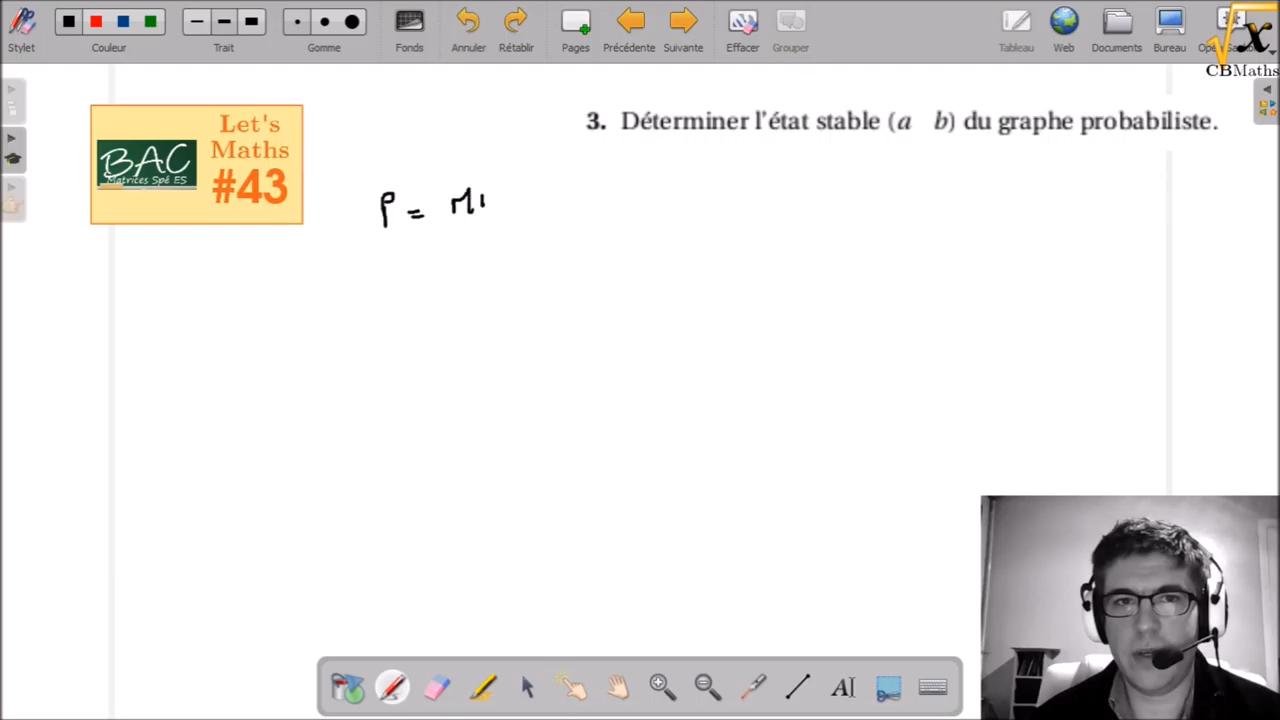 Stylet
Couleur
Trait
Gomme
Fonds
Annuler
Rétablir
Pages
Précédente
Suivante
Effacer
Grouper
Tableau
Web
Documents
Bureau
x
CBMaths
Let's
Maths
#43
BAC
Matrices Spé ES
3. Déterminer l'état stable (a b) du graphe probabiliste.
P =
AI